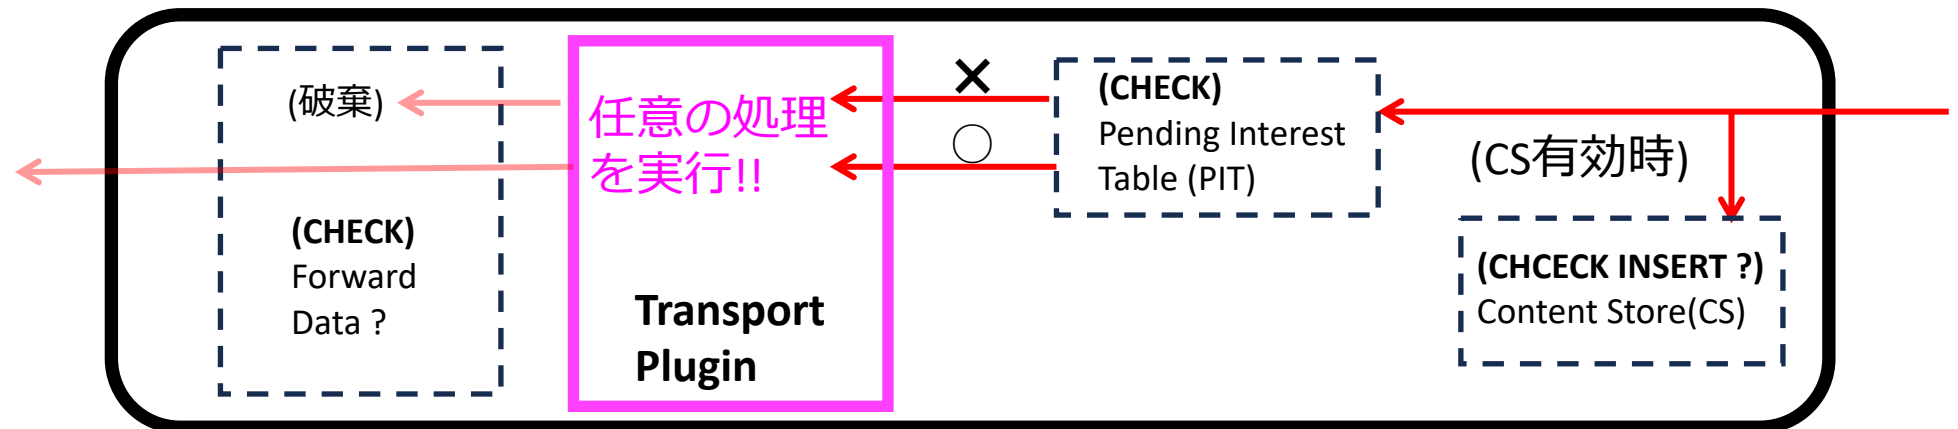 (破棄)
(CHECK)
Forward
Data ?
任意の処理
を実行!!
Transport
Plugin
×
○
(CHECK)
Pending Interest
Table (PIT)
(CS有効時)
(CHCECK INSERT ?)
Content Store(CS)